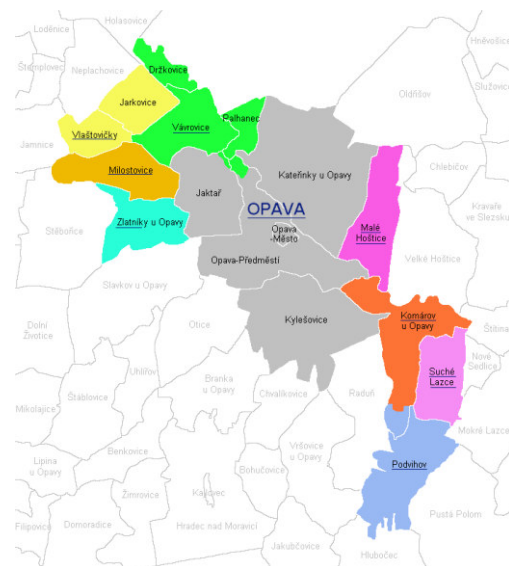 Holasovice
Loděnice
Hněvošice
Držkovice
Štemplovec
Neplachovice
Služovice
Oldřišov
Jarkovice
Palhanec
Vlaštovičky
Vávrovice
Jamnice
Milostovice
Kateřinky u Opavy
Chlebičov
Jaktař
Kravaře
ve Slezsku
OPAVA
Zlatníky u Opavy
Opava
-Město
Malé
Hoštice
Stěbořice
Opava-Předměstí
Velké Hoštice
Slavkov u Opavy
Komárov
u Opavy
Kylešovice
Dolní
Životice
Otice
Štítina
Nové
Sedlice
Uhlířov
Suché
Lazce
Branka
u Opavy
Chvalíkovice
Raduň
Štáblovice
Mikolajice
Mokré Lazce
Vršovice
u Opavy
Benkovice
Lipina
u Opavy
Bohučovice
Podvihov
Žimrovice
Kajlovec
Pustá Polom
Filipovice
Domoradice
Hradec nad Moravicí
Jakubčovice
Hlubočec